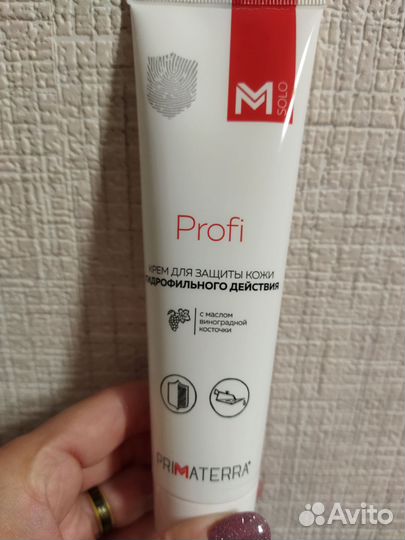 M SOLO
Profi
КРЕМ ДЛЯ ЗАЩИТЫ КОЖИ
ГИДРОФИЛЬНОГО ДЕЙСТВИЯ
с маслом
виноградной
косточки
PRIMATERRA
Avito